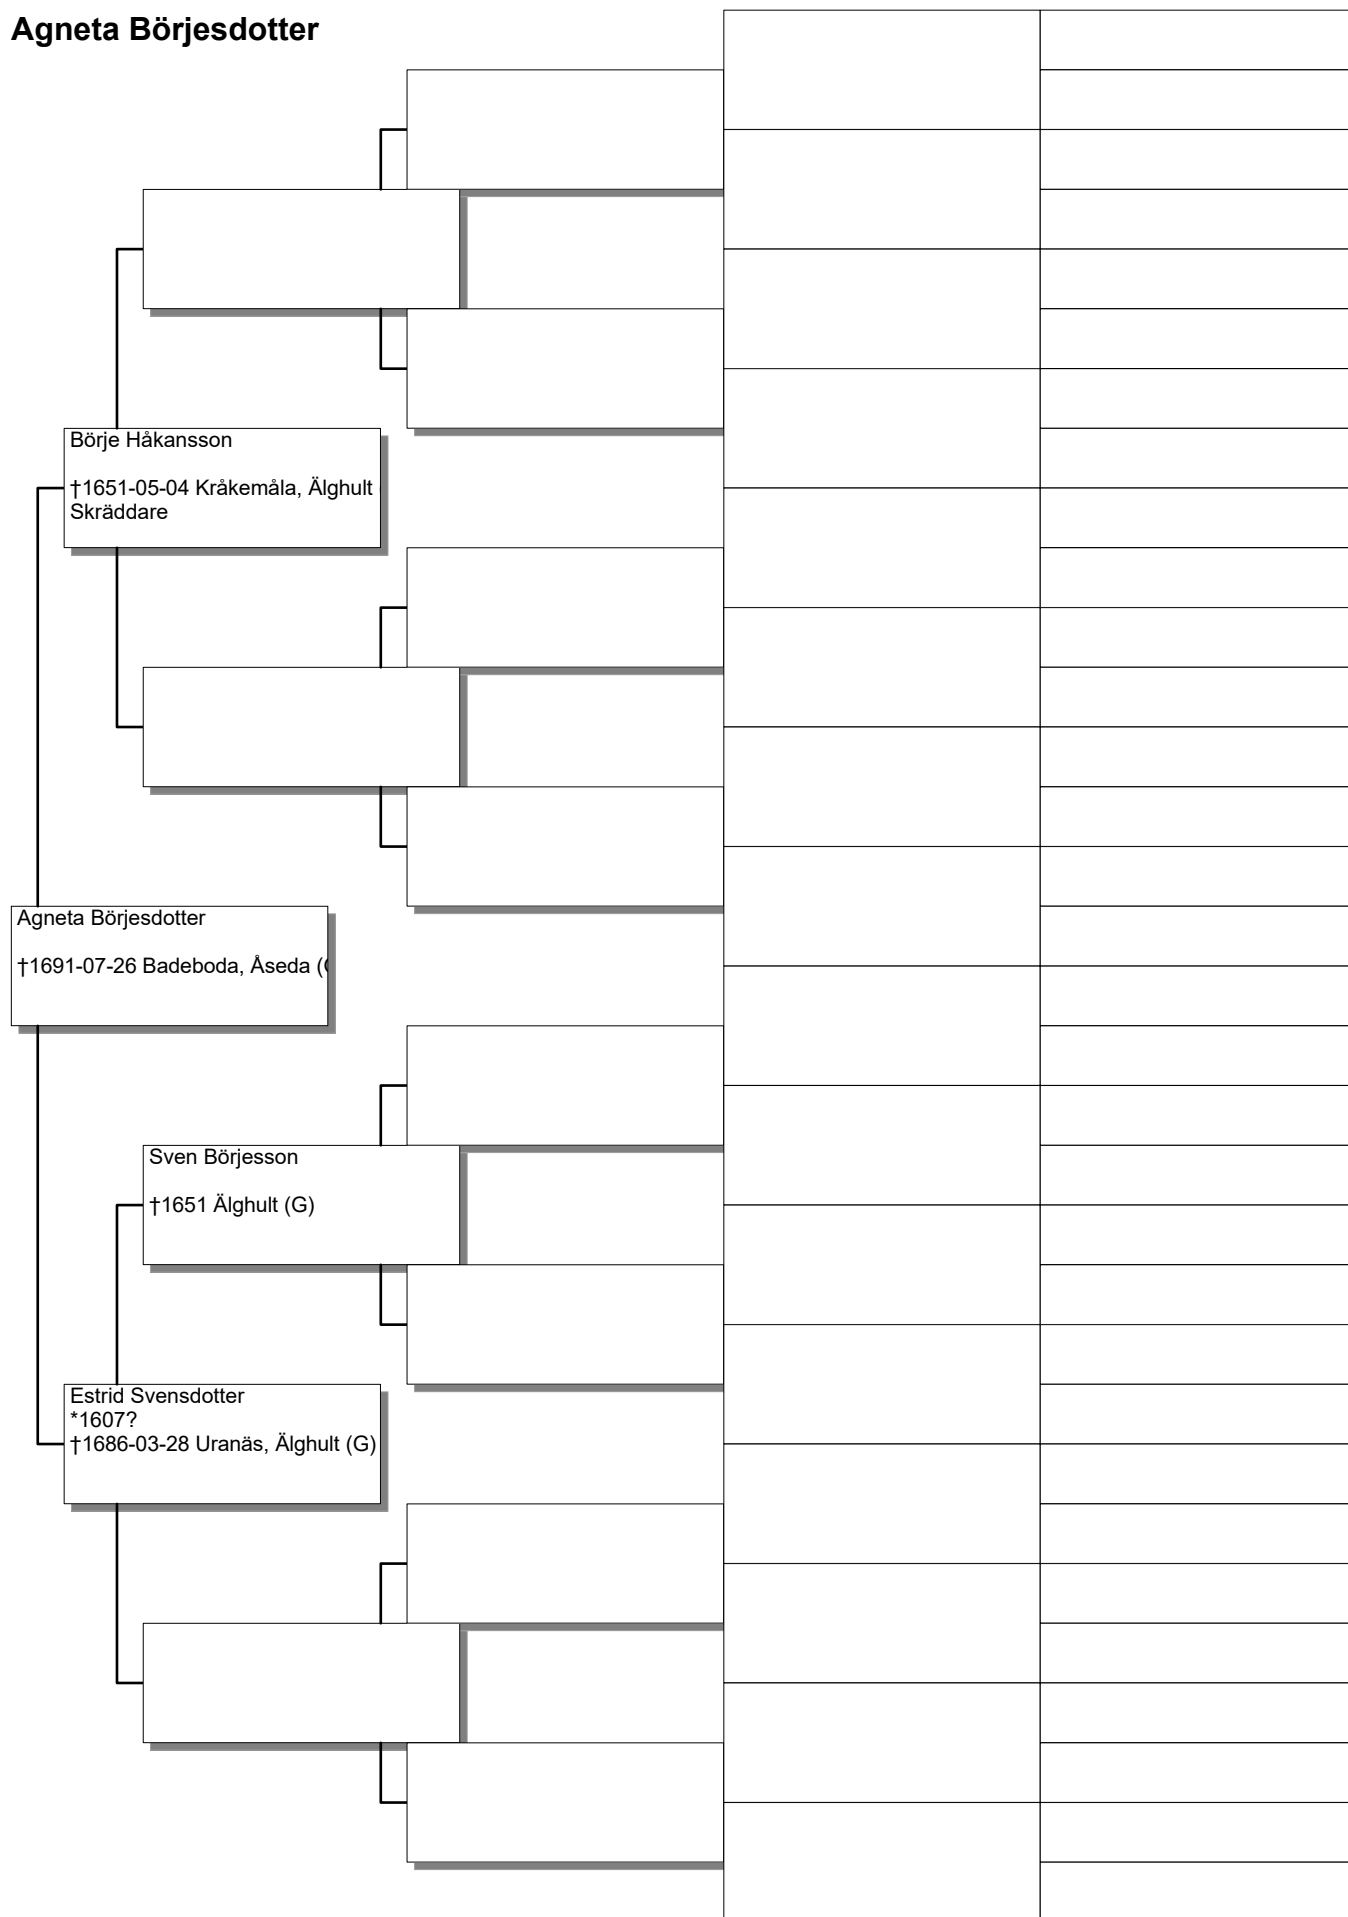 Agneta Börjesdotter
Börje Håkansson
†1651-05-04 Kråkemåla, Älghult
Skräddare
Agneta Börjesdotter
†1691-07-26 Badeboda, Åseda (
Sven Börjesson
†1651 Älghult (G)
Estrid Svensdotter
*1607?
†1686-03-28 Uranäs, Älghult (G)